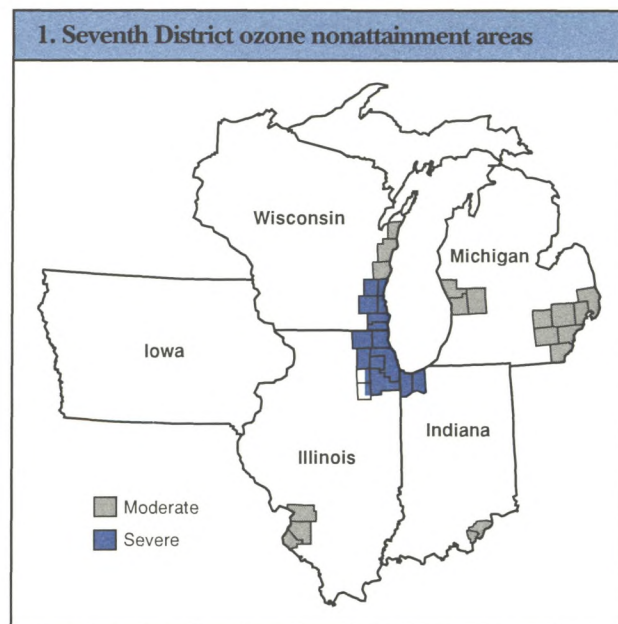 1. Seventh District ozone nonattainment areas
Wisconsin
Michigan
Iowa
Illinois
Indiana
Moderate
Severe